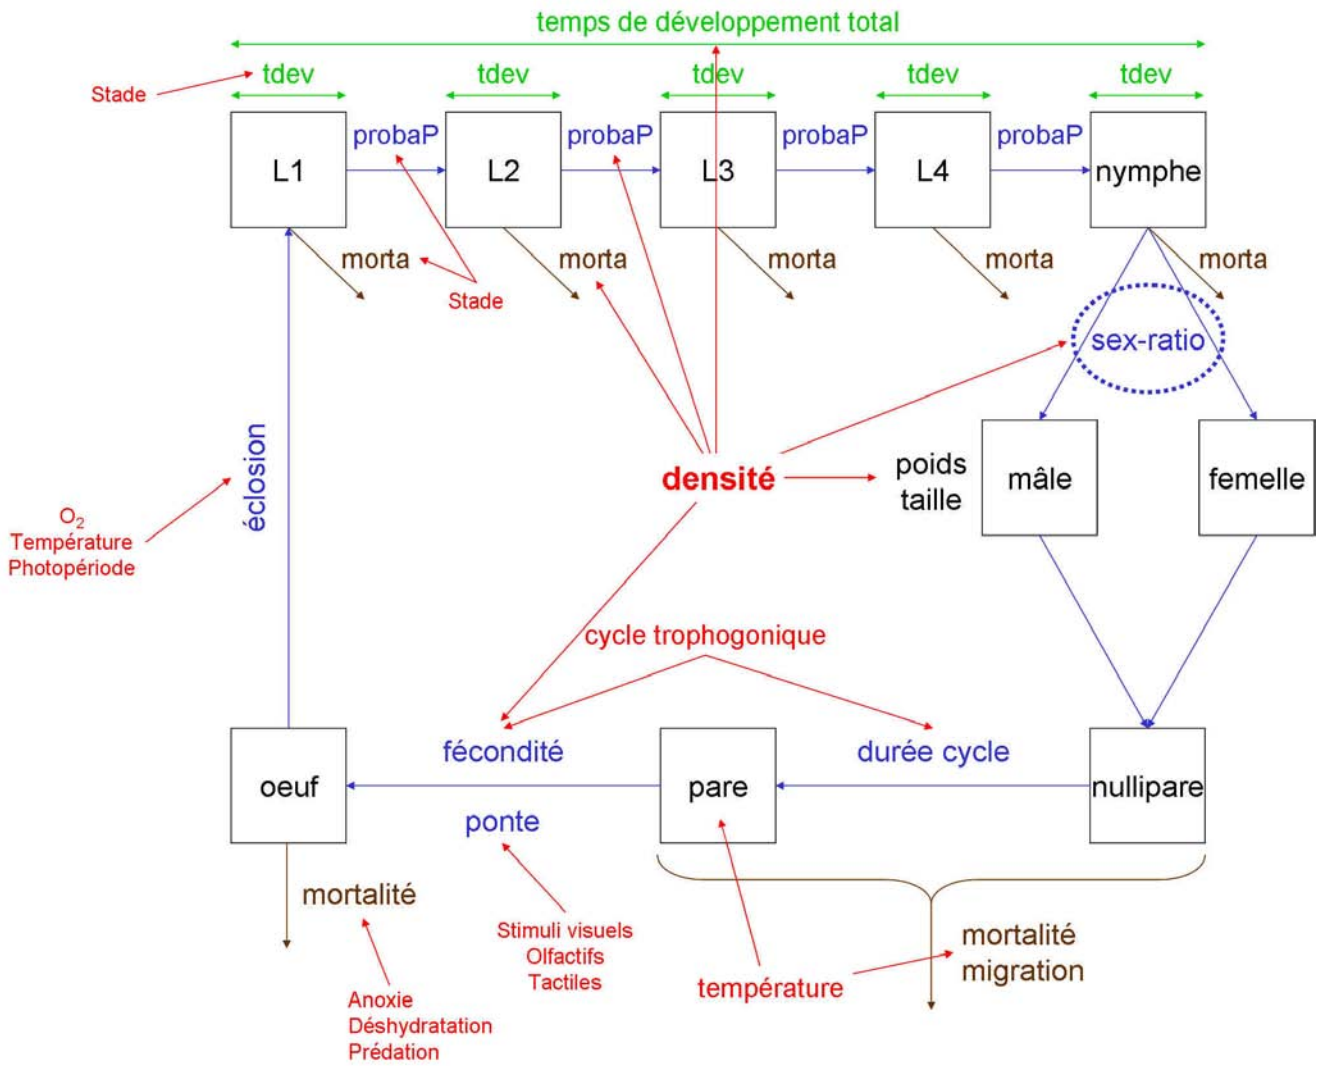 temps de développement total
tdev
tdev
tdev
tdev
tdev
Stade
L1
probaP
L2
probaP
L3
probaP
L4
probaP
nymphe
morta
morta
morta
morta
morta
Stade
sex-ratio
éclosion
densité
poids
taille
mâle
femelle
O2
Température
Photopériode
cycle trophogonique
oeuf
fécondité
ponte
pare
durée cycle
nullipare
mortalité
Stimuli visuels
Olfactifs
Tactiles
température
mortalité
migration
Anoxie
Déshydratation
Prédation